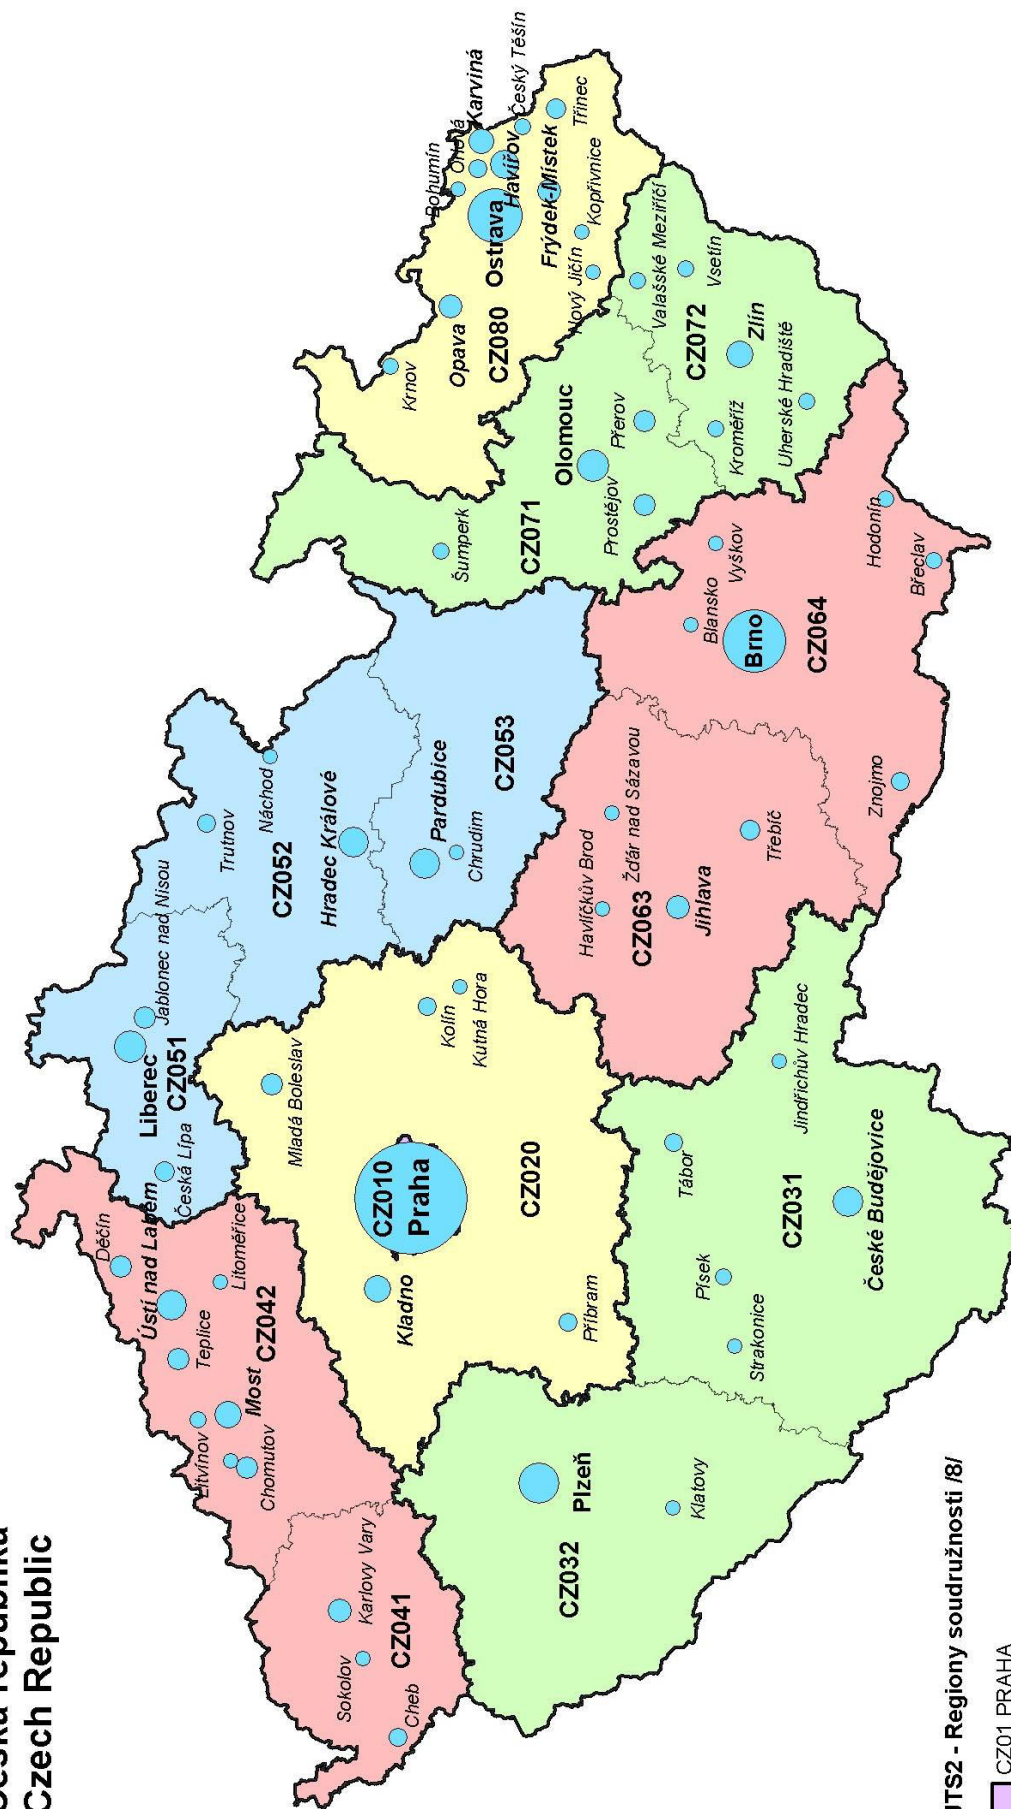 Česká republika
Czech Republic
Děčín
Ústí nad Labem
Teplice
Litoměřice
CZ042
Litvínov
Most
Chomutov
Karlovy Vary
Sokolov
CZ041
Cheb
Liberec
Jablonec nad Nisou
CZ051
Česká Lípa
Trutnov
Náchod
CZ052
Hradec Králové
Pardubice
Chrudim
CZ053
Mladá Boleslav
CZ010
Praha
Kladno
Kolín
Kutná Hora
CZ020
Příbram
CZ032
Plzeň
Klatovy
Tábor
Písek
Strakonice
CZ031
Jindřichův Hradec
České Budějovice
Havlíčkův Brod
Žďár nad Sázavou
CZ063
Jihlava
Třebíč
Blansko
Vyškov
Brno
CZ064
Znojmo
Hodonín
Břeclav
Šumperk
CZ071
Olomouc
Prostějov
Přerov
Krnov
Opava
CZ080
Ostrava
Bohumín
Orlová
Karviná
Havířov
Český Těšín
Frýdek-Místek
Třinec
Kopřivnice
Nový Jičín
Valašské Meziříčí
Vsetín
CZ072
Kroměříž
Zlín
Uherské Hradiště
UTS2 - Regiony soudružnosti /8/
CZ01 PRAHA